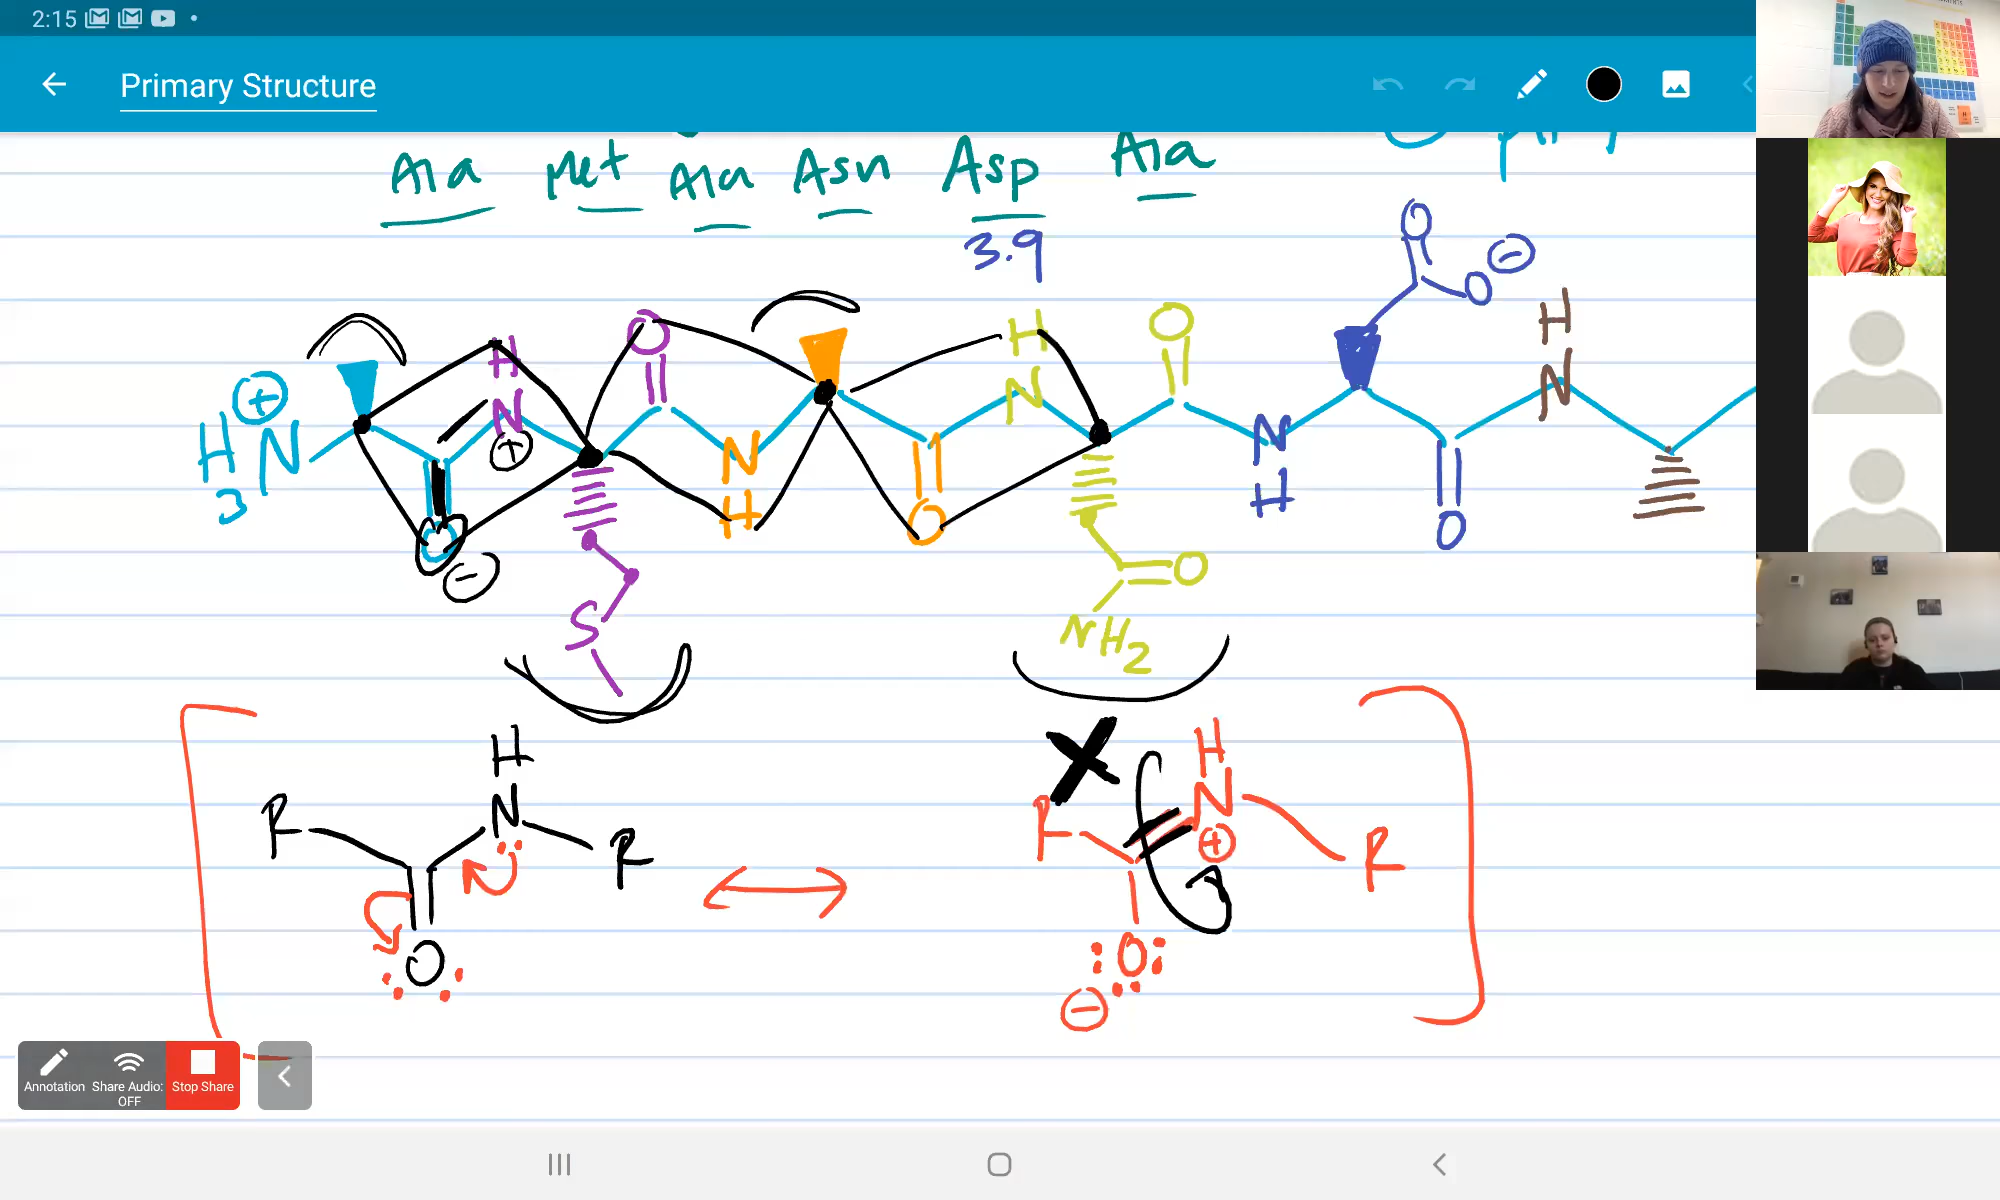 2:15
Primary Structure
Ala Met Ala Asn Asp Ala
3.9
O
O ⊖
H
O H O
H
⊕
H3N N N N
N N
⊕ H H
O O O
⊖ O
S NH2
H H
N N
R R R ⊕ R
O :O:
⊖
Annotation Share Audio: OFF Stop Share